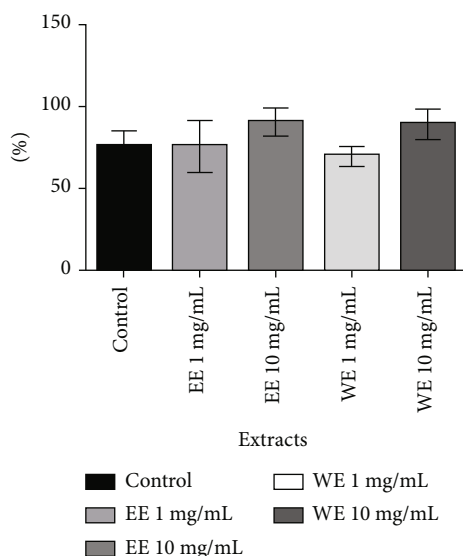 150
100
50
0
(%)
Control
EE 1 mg/mL
EE 10 mg/mL
WE 1 mg/mL
WE 10 mg/mL
Extracts
Control
EE 1 mg/mL
EE 10 mg/mL
WE 1 mg/mL
WE 10 mg/mL